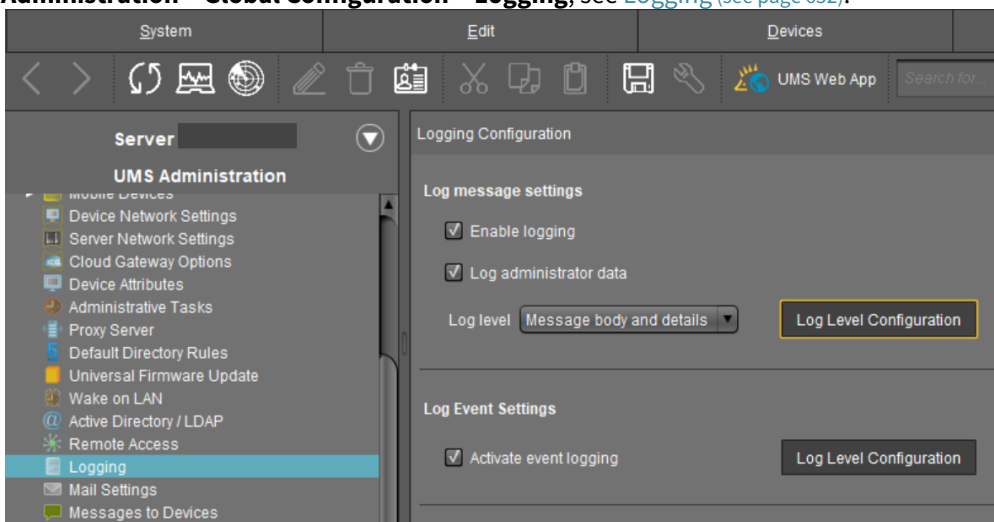 Administration > Global Configuration > Logging, see Logging (see page 632).
System Edit Devices
UMS Web App Search for...
Server
Logging Configuration
UMS Administration
Mobile Devices
Log message settings
Device Network Settings
Enable logging
Server Network Settings
Cloud Gateway Options
Log administrator data
Device Attributes
Administrative Tasks
Log level Message body and details Log Level Configuration
Proxy Server
Default Directory Rules
Universal Firmware Update
Wake on LAN
Log Event Settings
Active Directory / LDAP
Remote Access
Activate event logging Log Level Configuration
Logging
Mail Settings
Messages to Devices